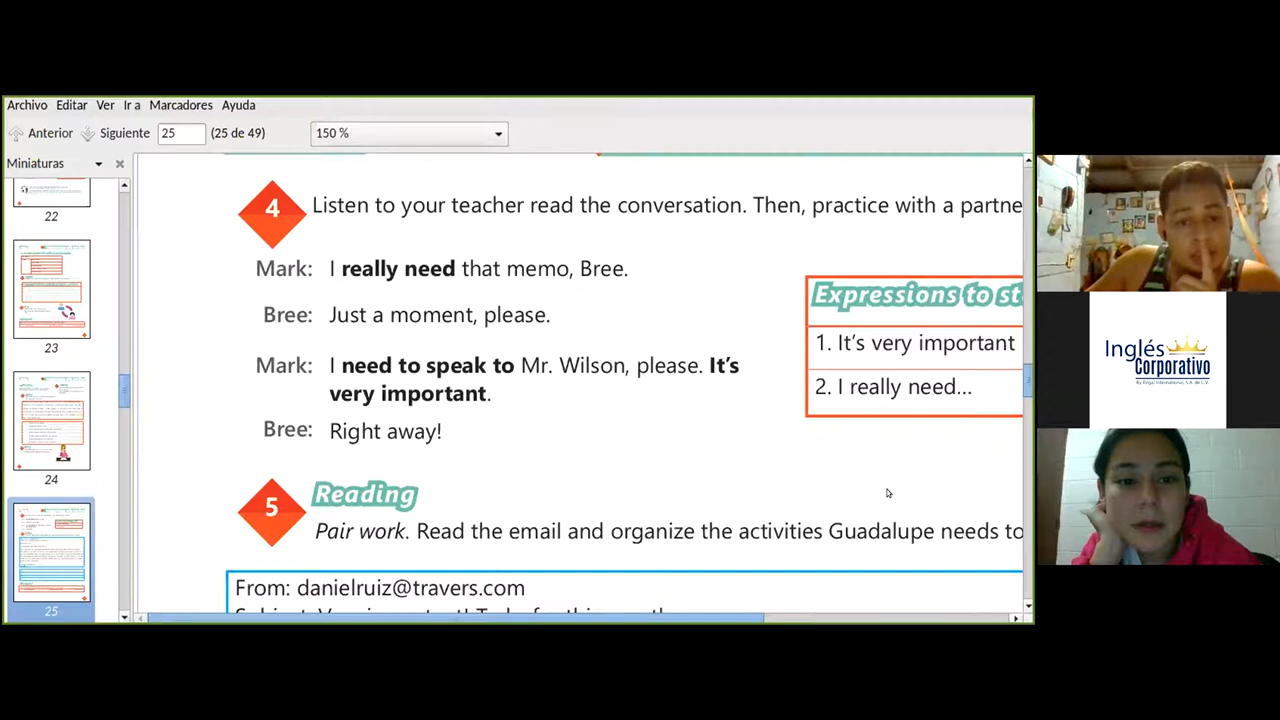 Archivo Editar Ver Ir a Marcadores Ayuda
Anterior Siguiente 25 (25 de 49) 150 %
Miniaturas
22
23
24
25
4 Listen to your teacher read the conversation. Then, practice with a partne
Mark: I really need that memo, Bree.
Bree: Just a moment, please.
Mark: I need to speak to Mr. Wilson, please. It's
very important.
Bree: Right away!
Expressions to st
1. It's very important
2. I really need...
5 Reading
Pair work. Read the email and organize the activities Guadalupe needs to
From: danielruiz@travers.com
Inglés
Corporativo
By Regal International, S.A. de C.V.